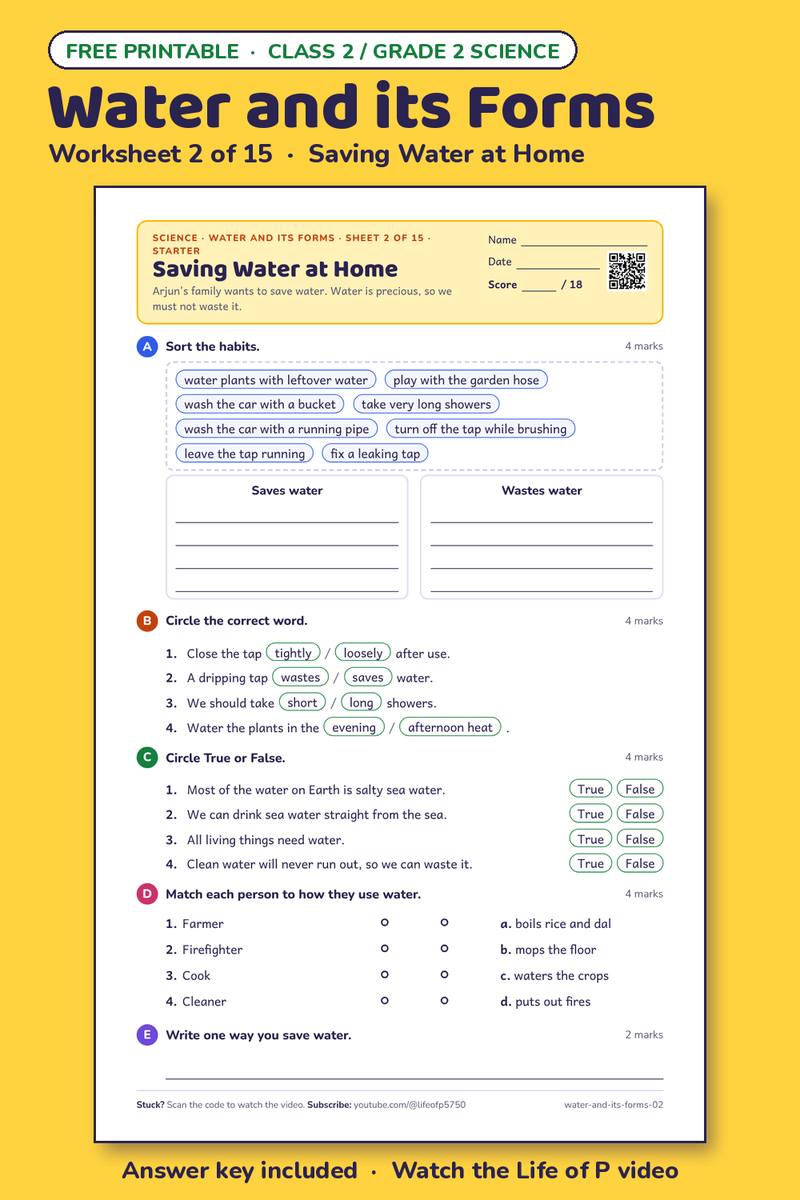 FREE PRINTABLE · CLASS 2 / GRADE 2 SCIENCE
Water and its Forms
Worksheet 2 of 15 · Saving Water at Home
SCIENCE · WATER AND ITS FORMS · SHEET 2 OF 15 ·
STARTER
Saving Water at Home
Arjun's family wants to save water. Water is precious, so we
must not waste it.
Name
Date
Score / 18
A Sort the habits. 4 marks
water plants with leftover water play with the garden hose
wash the car with a bucket take very long showers
wash the car with a running pipe turn off the tap while brushing
leave the tap running fix a leaking tap
Saves water Wastes water
B Circle the correct word. 4 marks
1. Close the tap tightly / loosely after use.
2. A dripping tap wastes / saves water.
3. We should take short / long showers.
4. Water the plants in the evening / afternoon heat .
C Circle True or False. 4 marks
1. Most of the water on Earth is salty sea water. True False
2. We can drink sea water straight from the sea. True False
3. All living things need water. True False
4. Clean water will never run out, so we can waste it. True False
D Match each person to how they use water. 4 marks
1. Farmer a. boils rice and dal
2. Firefighter b. mops the floor
3. Cook c. waters the crops
4. Cleaner d. puts out fires
E Write one way you save water. 2 marks
Stuck? Scan the code to watch the video. Subscribe: youtube.com/@lifeofp5750 water-and-its-forms-02
Answer key included · Watch the Life of P video